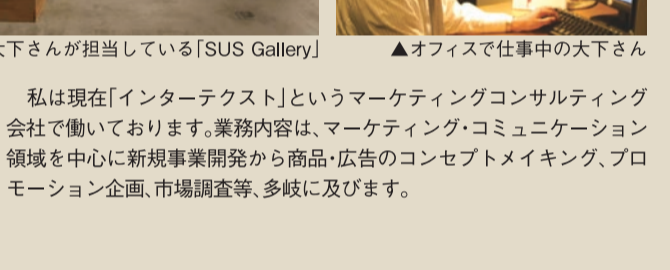 大下さんが担当している「SUS Gallery」
▲オフィスで仕事中の大下さん
私は現在「インターテクスト」というマーケティングコンサルティング
会社で働いております。業務内容は、マーケティング・コミュニケーション
領域を中心に新規事業開発から商品・広告のコンセプトメイキング、プロ
モーション企画、市場調査等、多岐に及びます。